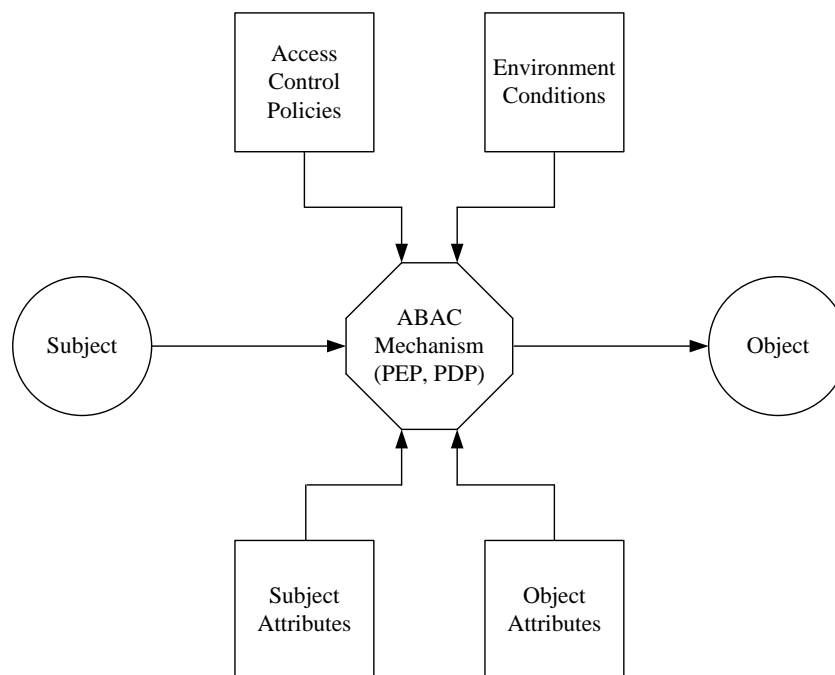 Access
Control
Policies
Environment
Conditions
Subject
ABAC
Mechanism
(PEP, PDP)
Object
Subject
Attributes
Object
Attributes